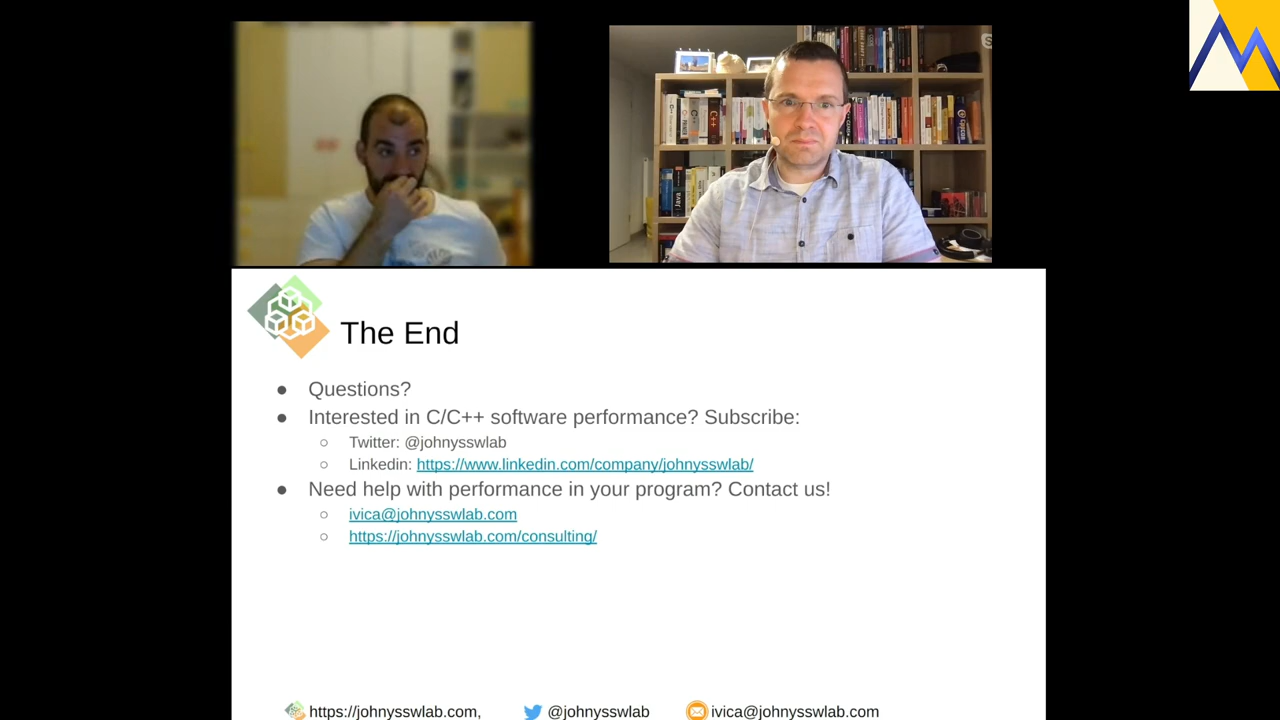 C++
C++
Java
The End
● Questions?
● Interested in C/C++ software performance? Subscribe:
○ Twitter: @johnysswlab
○ Linkedin: https://www.linkedin.com/company/johnysswlab/
● Need help with performance in your program? Contact us!
○ ivica@johnysswlab.com
○ https://johnysswlab.com/consulting/
https://johnysswlab.com, @johnysswlab ivica@johnysswlab.com